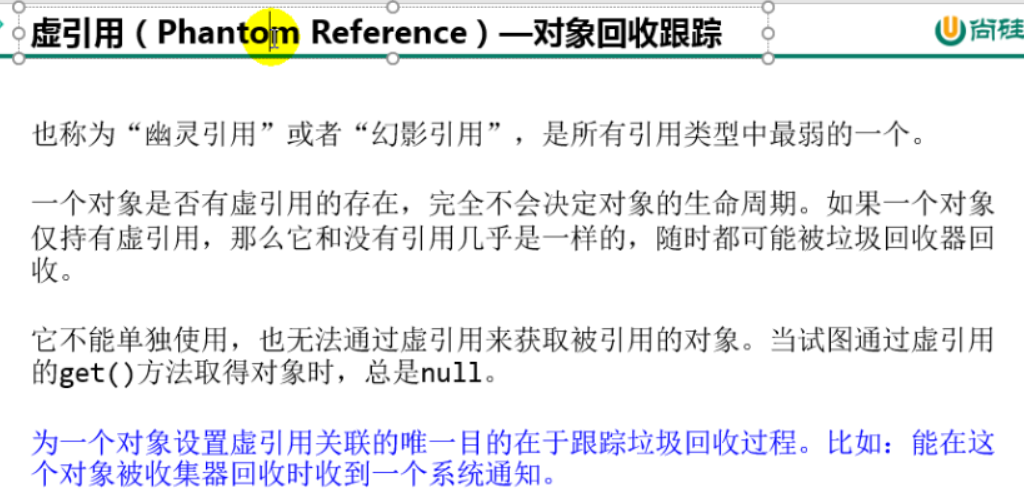 虚引用（Phantom Reference）—对象回收跟踪
尚硅
也称为“幽灵引用”或者“幻影引用”，是所有引用类型中最弱的一个。
一个对象是否有虚引用的存在，完全不会决定对象的生命周期。如果一个对象
仅持有虚引用，那么它和没有引用几乎是一样的，随时都可能被垃圾回收器回
收。
它不能单独使用，也无法通过虚引用来获取被引用的对象。当试图通过虚引用
的get()方法取得对象时，总是null。
为一个对象设置虚引用关联的唯一目的在于跟踪垃圾回收过程。比如：能在这
个对象被收集器回收时收到一个系统通知。